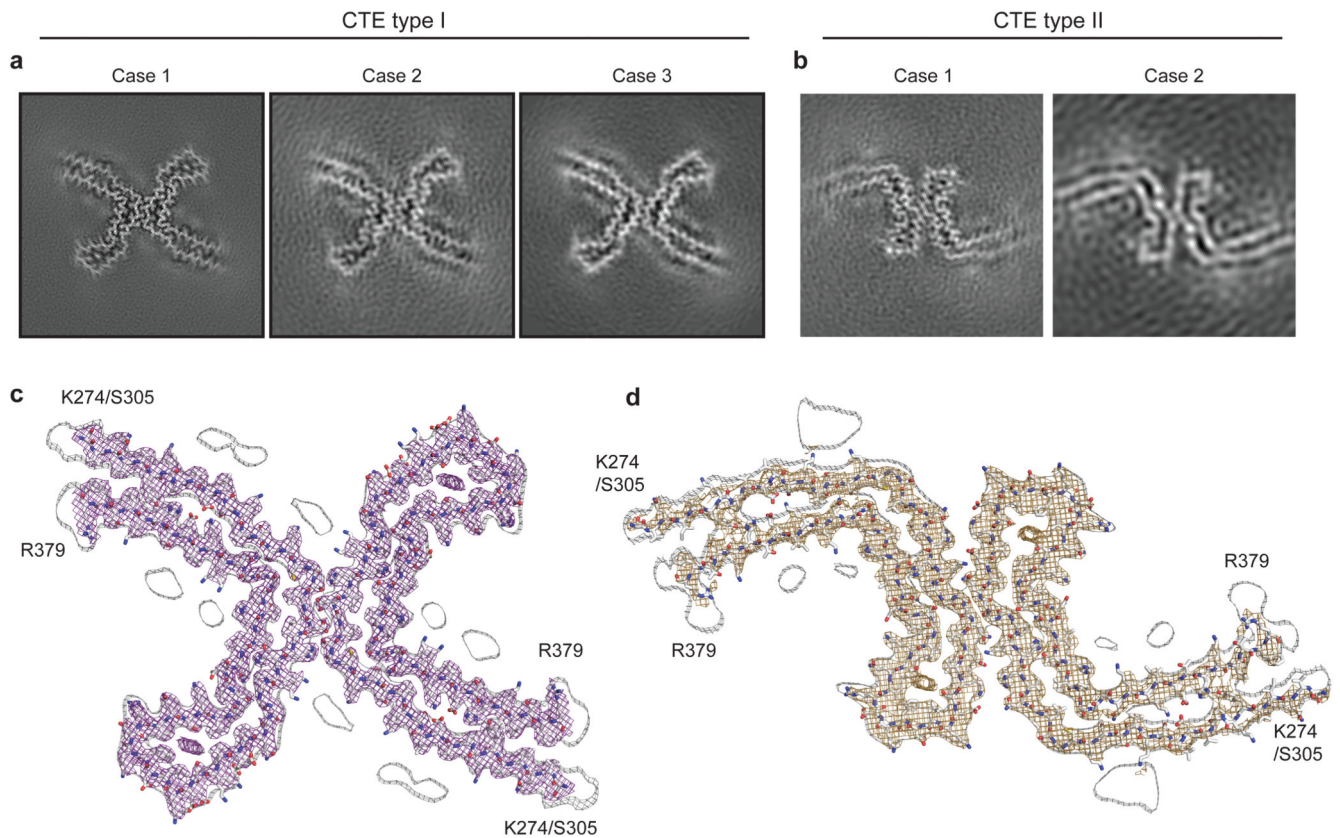 CTE type I
CTE type II
a
b
Case 1
Case 2
Case 3
Case 1
Case 2
c
K274/S305
R379
R379
K274/S305
d
K274
/S305
R379
R379
K274
/S305